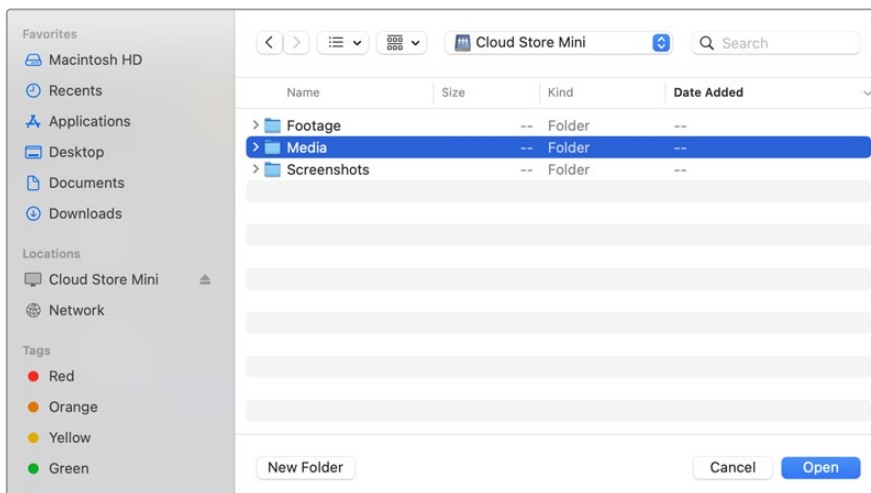 Favorites
Macintosh HD
Recents
Applications
Desktop
Documents
Downloads
Locations
Cloud Store Mini
Network
Tags
Red
Orange
Yellow
Green
Cloud Store Mini
Search
Name Size Kind Date Added
Footage -- Folder --
Media -- Folder --
Screenshots -- Folder --
New Folder Cancel Open